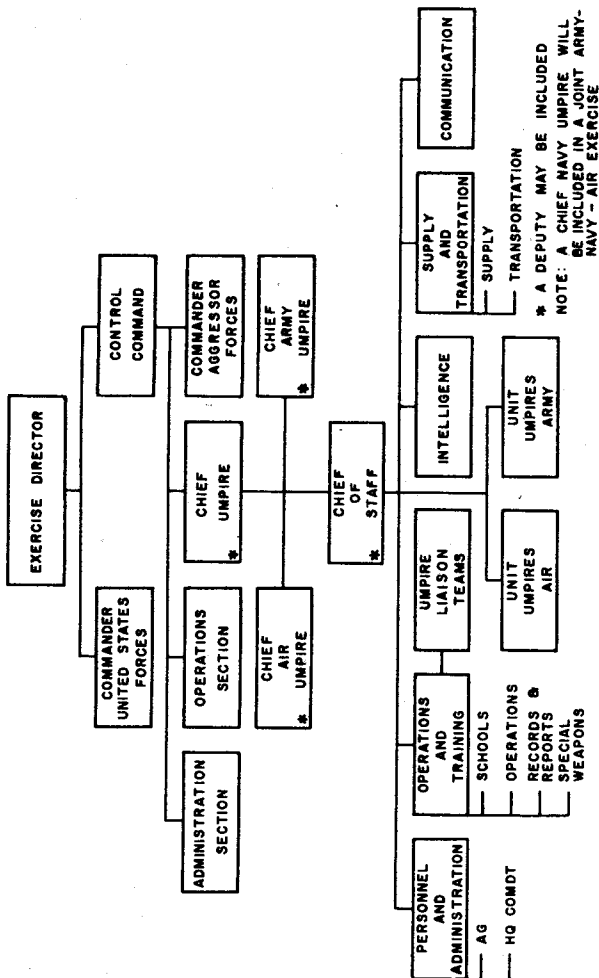 EXERCISE DIRECTOR
COMMANDER
UNITED STATES
FORCES
CONTROL
COMMAND
ADMINISTRATION
SECTION
OPERATIONS
SECTION
CHIEF
UMPIRE
*
COMMANDER
AGGRESSOR
FORCES
CHIEF
AIR
UMPIRE
*
CHIEF
ARMY
UMPIRE
*
CHIEF
OF
STAFF
*
PERSONNEL
AND
ADMINISTRATION
AG
HQ COMDT
OPERATIONS
AND
TRAINING
SCHOOLS
OPERATIONS
RECORDS &
REPORTS
SPECIAL
WEAPONS
UMPIRE
LIAISON
TEAMS
INTELLIGENCE
SUPPLY
AND
TRANSPORTATION
SUPPLY
TRANSPORTATION
COMMUNICATION
UNIT
UMPIRES
AIR
UNIT
UMPIRES
ARMY
* A DEPUTY MAY BE INCLUDED
NOTE: A CHIEF NAVY UMPIRE WILL
BE INCLUDED IN A JOINT ARMY-
NAVY - AIR EXERCISE